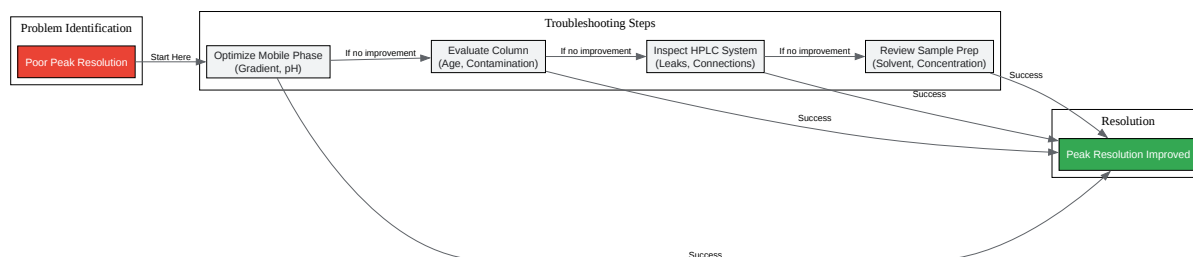 Problem Identification
Poor Peak Resolution
Start Here
Troubleshooting Steps
Optimize Mobile Phase
(Gradient, pH)
If no improvement
Evaluate Column
(Age, Contamination)
If no improvement
Inspect HPLC System
(Leaks, Connections)
If no improvement
Review Sample Prep
(Solvent, Concentration)
Success
Success
Success
Success
Resolution
Peak Resolution Improved